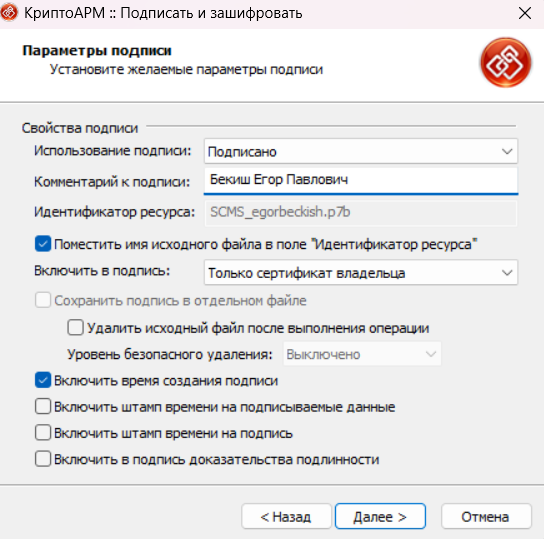 КриптоАРМ :: Подписать и зашифровать
Параметры подписи
Установите желаемые параметры подписи
Свойства подписи
Использование подписи: Подписано
Комментарий к подписи: Бекиш Егор Павлович
Идентификатор ресурса: SCMS_egorbeckish.p7b
Поместить имя исходного файла в поле "Идентификатор ресурса"
Включить в подпись: Только сертификат владельца
Сохранить подпись в отдельном файле
Удалить исходный файл после выполнения операции
Уровень безопасного удаления: Выключено
Включить время создания подписи
Включить штамп времени на подписываемые данные
Включить штамп времени на подпись
Включить в подпись доказательства подлинности
< Назад Далее > Отмена